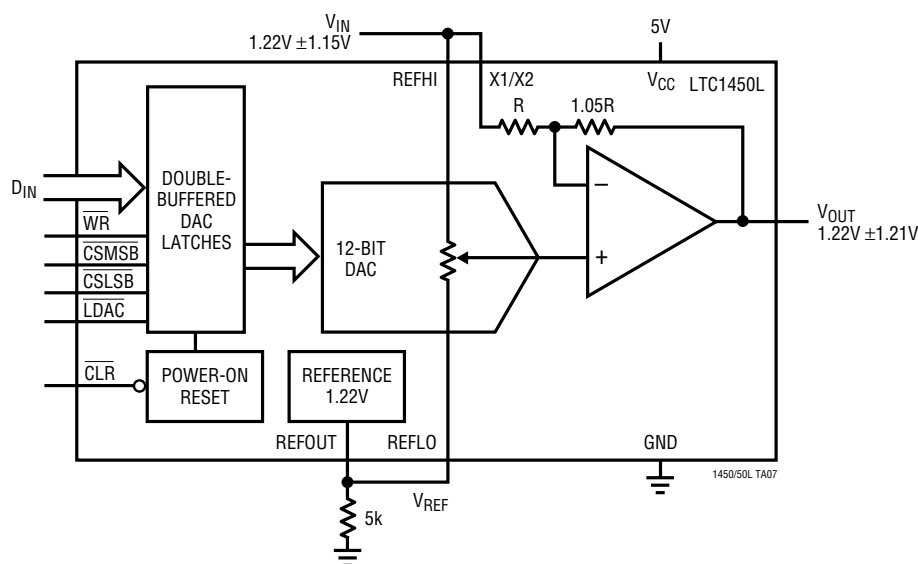 VIN
1.22V ±1.15V
5V
REFHI
X1/X2
VCC
LTC1450L
R
1.05R
DIN
DOUBLE-
BUFFERED
DAC
LATCHES
WR
CSMSB
CSLSB
LDAC
12-BIT
DAC
−
+
VOUT
1.22V ±1.21V
CLR
POWER-ON
RESET
REFERENCE
1.22V
REFOUT
REFLO
GND
1450/50L TA07
VREF
5k